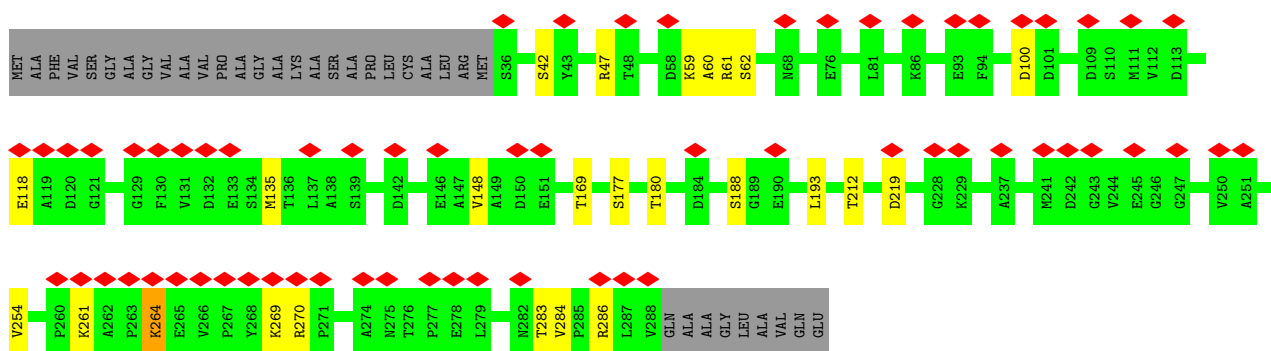 MET ALA PHE VAL SER GLY ALA GLY VAL ALA VAL PRO ALA GLY ALA LYS ALA SER ALA PRO LEU CYS ALA LEU ARG MET S36 S42 Y43 R47 T48 D58 K59 A60 R61 S62 N68 E76 L81 K86 E93 F94 D100 D101 D109 S110 M111 V112 D113
E118 A119 D120 G121 G129 F130 V131 D132 E133 S134 M135 T136 L137 A138 S139 D142 E146 A147 V148 A149 D150 E151 T169 S177 T180 D184 S188 G189 E190 L193 T212 D219 G228 K229 A237 M241 D242 G243 V244 E245 G246 G247 V250 A251
V254 P260 K261 A262 P263 K264 E265 V266 P267 Y268 K269 R270 P271 A274 N275 T276 P277 E278 L279 N282 T283 V284 P285 R286 L287 V288 GLN ALA ALA GLY LEU ALA VAL GLN GLU